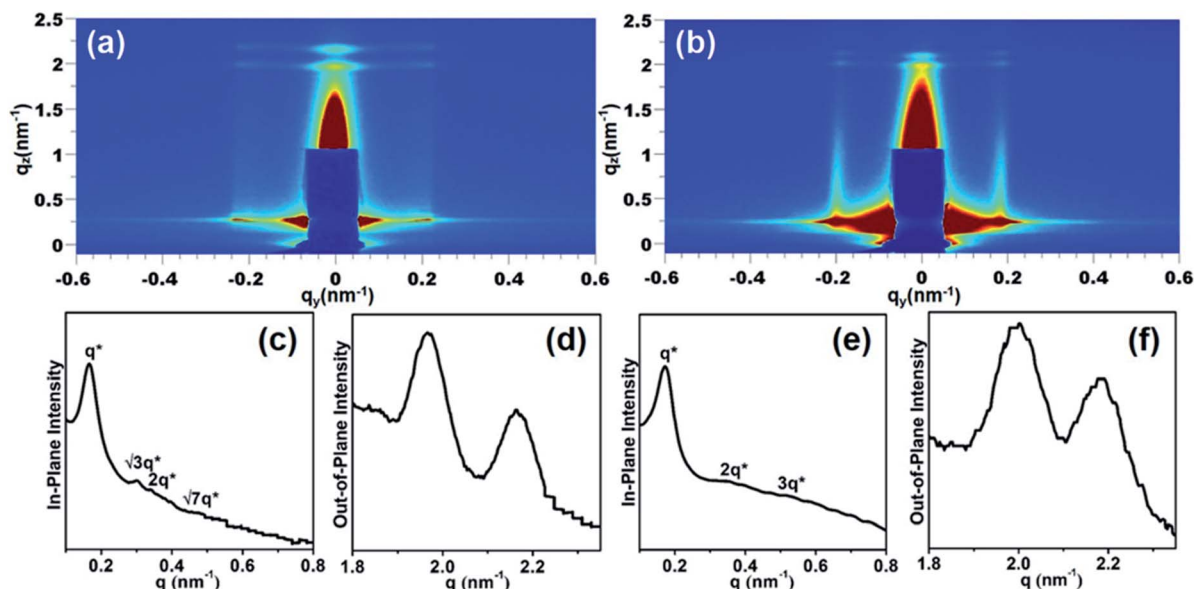 (a)
2.5
2
1.5
1
0.5
0
qz(nm-1)
-0.6 -0.4 -0.2 0 0.2 0.4 0.6
qy(nm-1)
(b)
2.5
2
1.5
1
0.5
0
qz(nm-1)
-0.6 -0.4 -0.2 0 0.2 0.4 0.6
qy(nm-1)
(c)
In-Plane Intensity
q*
√3q*
2q*
√7q*
0.2 0.4 0.6 0.8
q (nm-1)
(d)
Out-of-Plane Intensity
1.8 2.0 2.2
q (nm-1)
(e)
In-Plane Intensity
q*
2q*
3q*
0.2 0.4 0.6 0.8
q (nm-1)
(f)
Out-of-Plane Intensity
1.8 2.0 2.2
q (nm-1)